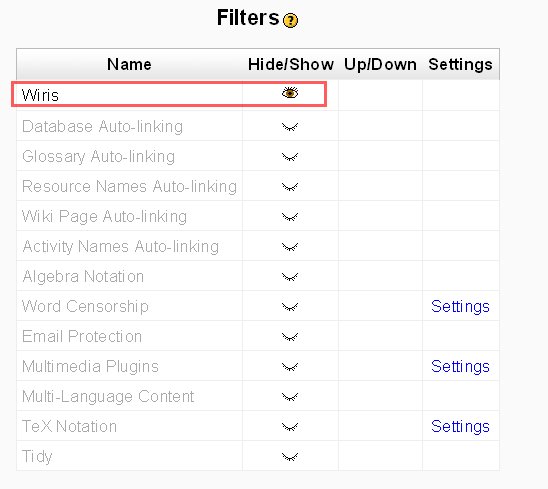 Filters ?
Name Hide/Show Up/Down Settings
Wiris
Database Auto-linking
Glossary Auto-linking
Resource Names Auto-linking
Wiki Page Auto-linking
Activity Names Auto-linking
Algebra Notation
Word Censorship Settings
Email Protection
Multimedia Plugins Settings
Multi-Language Content
TeX Notation Settings
Tidy